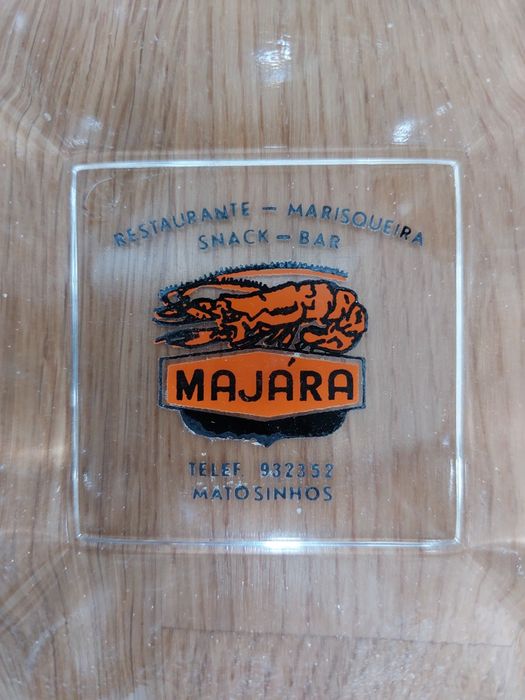 RESTAURANTE - MARISQUEIRA
SNACK - BAR
MAJÁRA
TELEF. 932352
MATOSINHOS